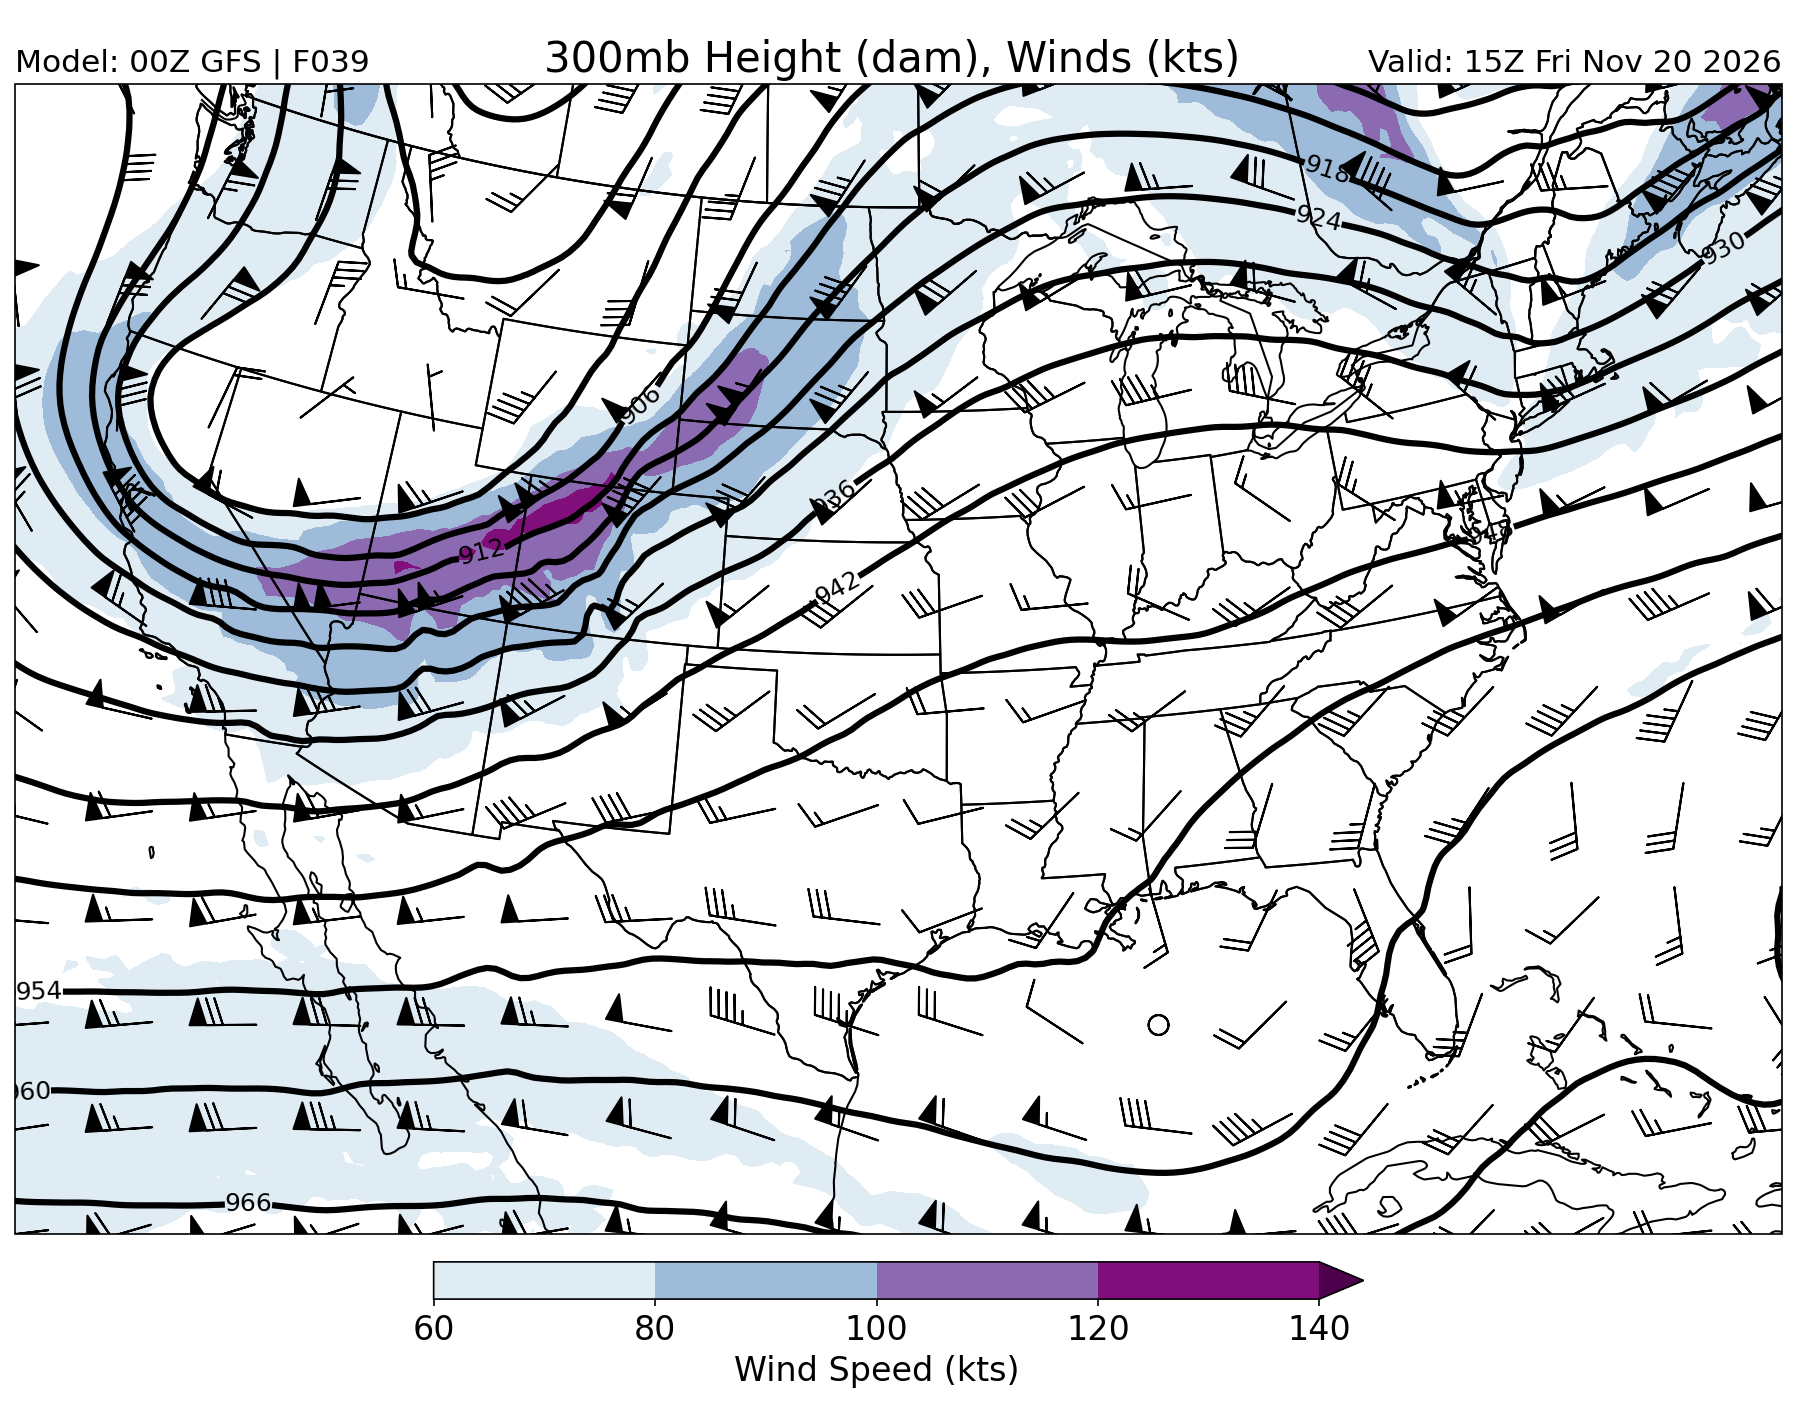 Model: 00Z GFS | F039
300mb Height (dam), Winds (kts)
Valid: 15Z Fri Nov 20 2026
918
924
930
906
936
912
948
942
954
960
966
60 80 100 120 140
Wind Speed (kts)